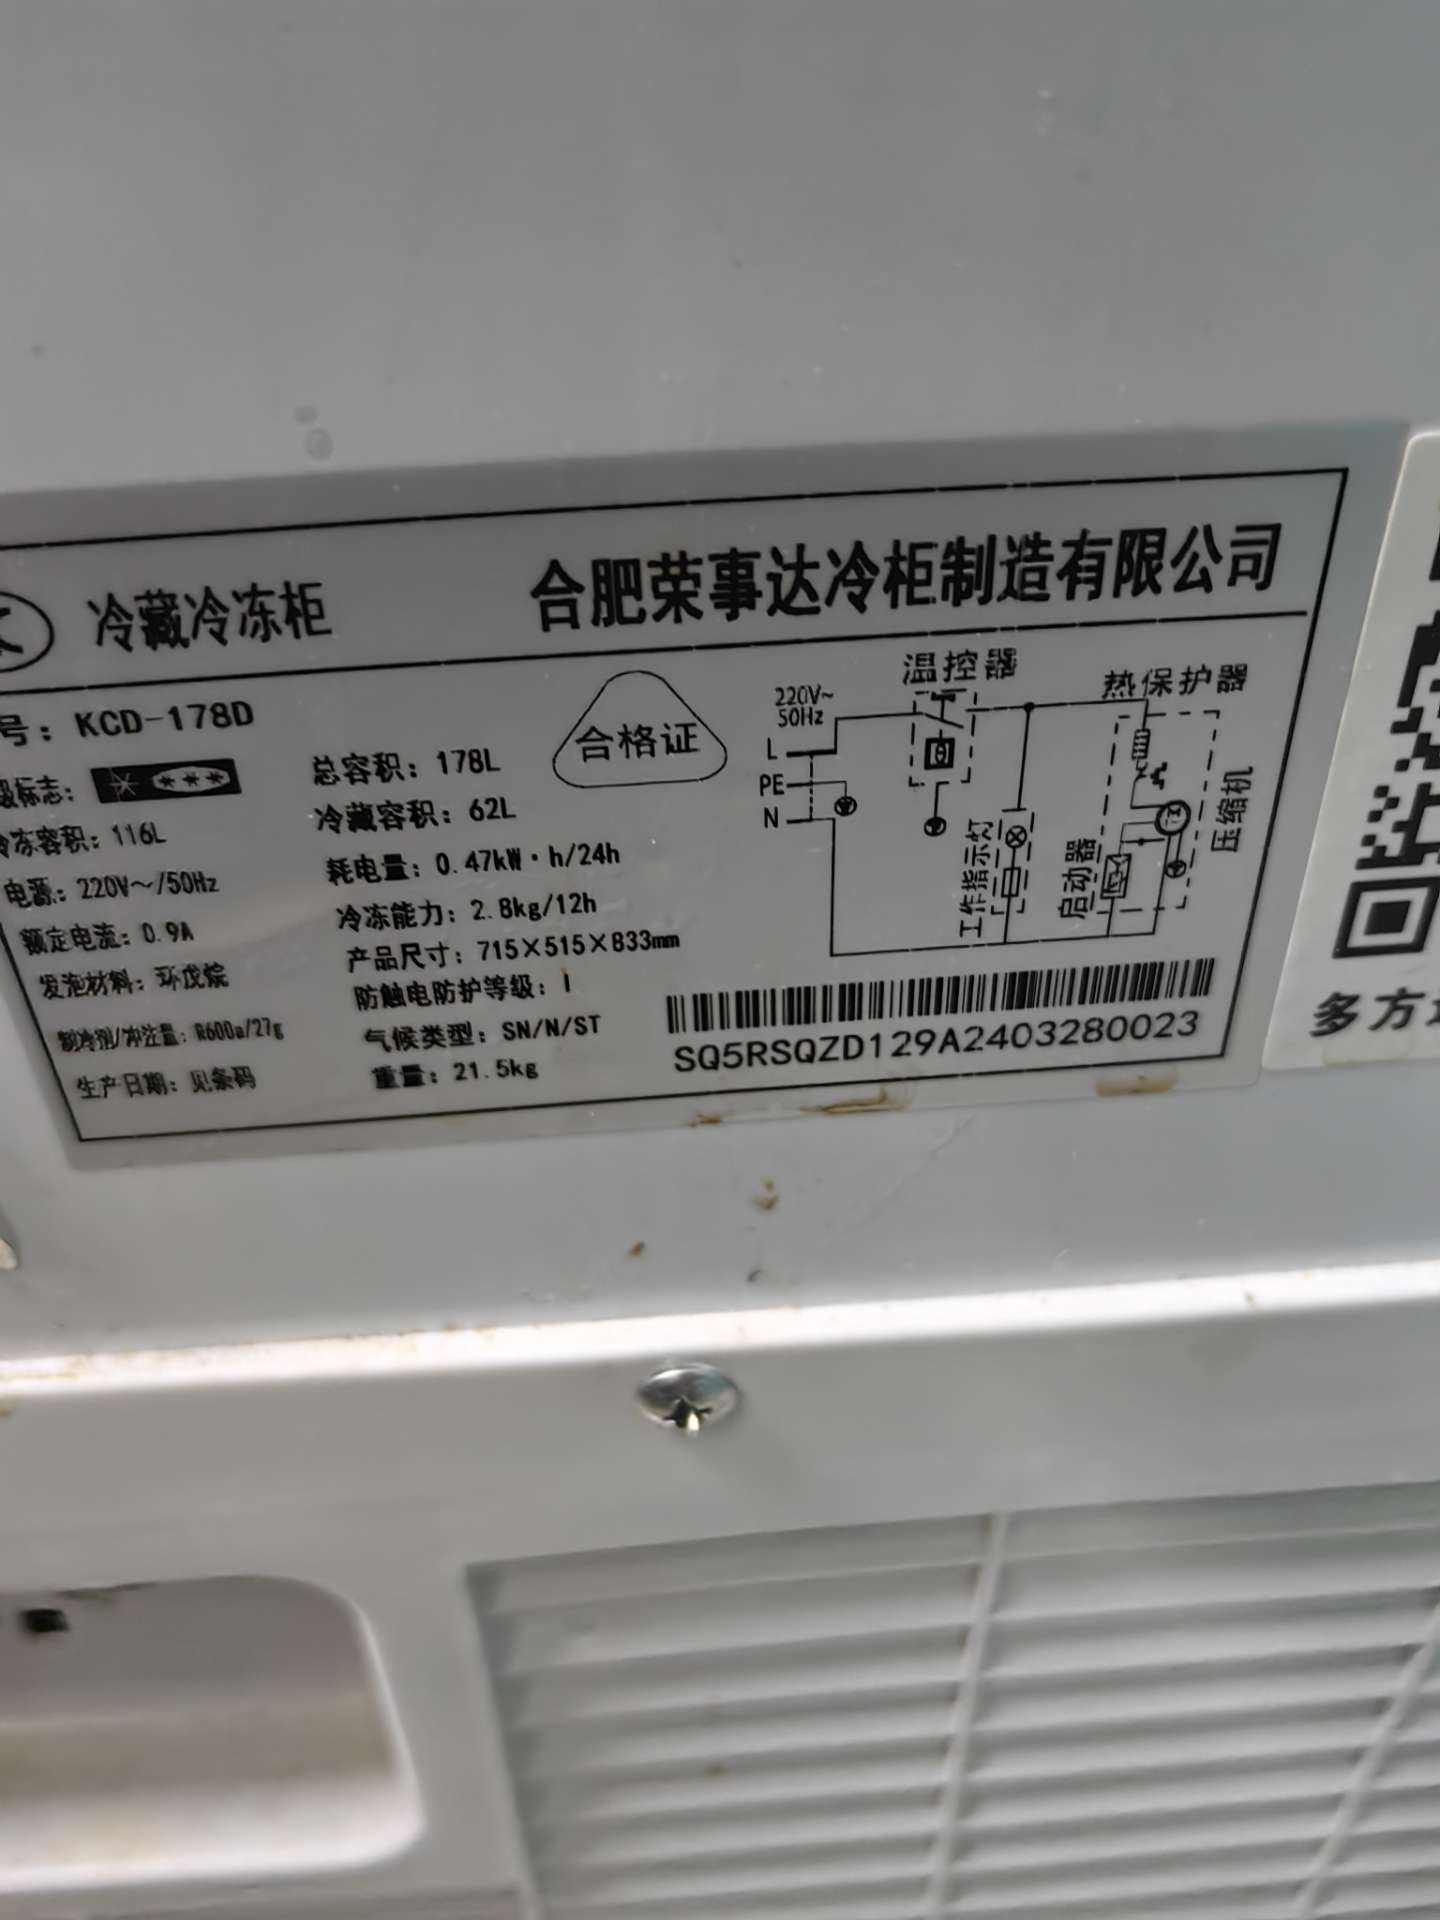 冷藏冷冻柜
合肥荣事达冷柜制造有限公司
号：KCD-178D
级标志：
冷冻容积：116L
电源：220V～/50Hz
额定电流：0.9A
发泡材料：环戊烷
制冷剂/冲注量：R600a/27g
生产日期：见条码
总容积：178L
冷藏容积：62L
耗电量：0.47kW·h/24h
冷冻能力：2.8kg/12h
产品尺寸：715×515×833mm
防触电防护等级：I
气候类型：SN/N/ST
重量：21.5kg
合格证
220V~
50Hz
L
PE
N
温控器
热保护器
工作指示灯
启动器
压缩机
SQ5RSQZD129A2403280023
多方